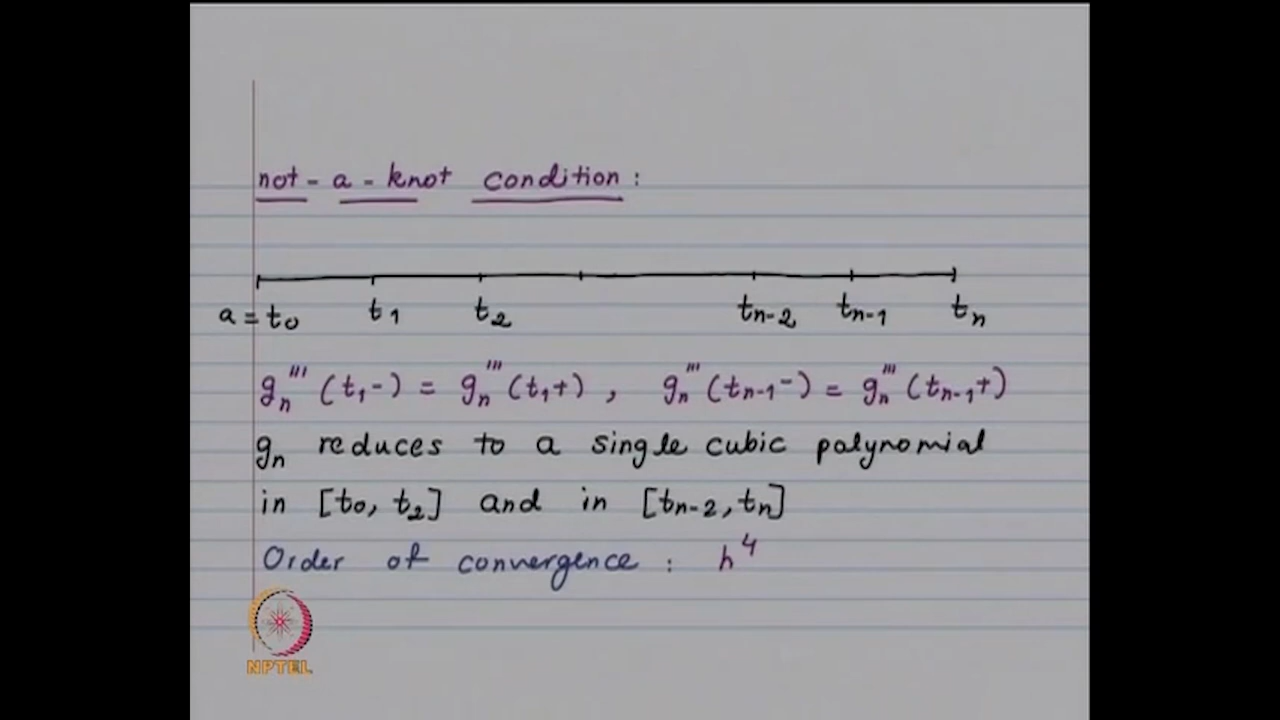 not-a-knot condition:
a = t₀ t₁ t₂ tₙ₋₂ tₙ₋₁ tₙ
gₙ'''(t₁-) = gₙ'''(t₁+), gₙ'''(tₙ₋₁-) = gₙ'''(tₙ₋₁+)
gₙ reduces to a single cubic polynomial
in [t₀, t₂] and in [tₙ₋₂, tₙ]
Order of convergence: h⁴
NPTEL